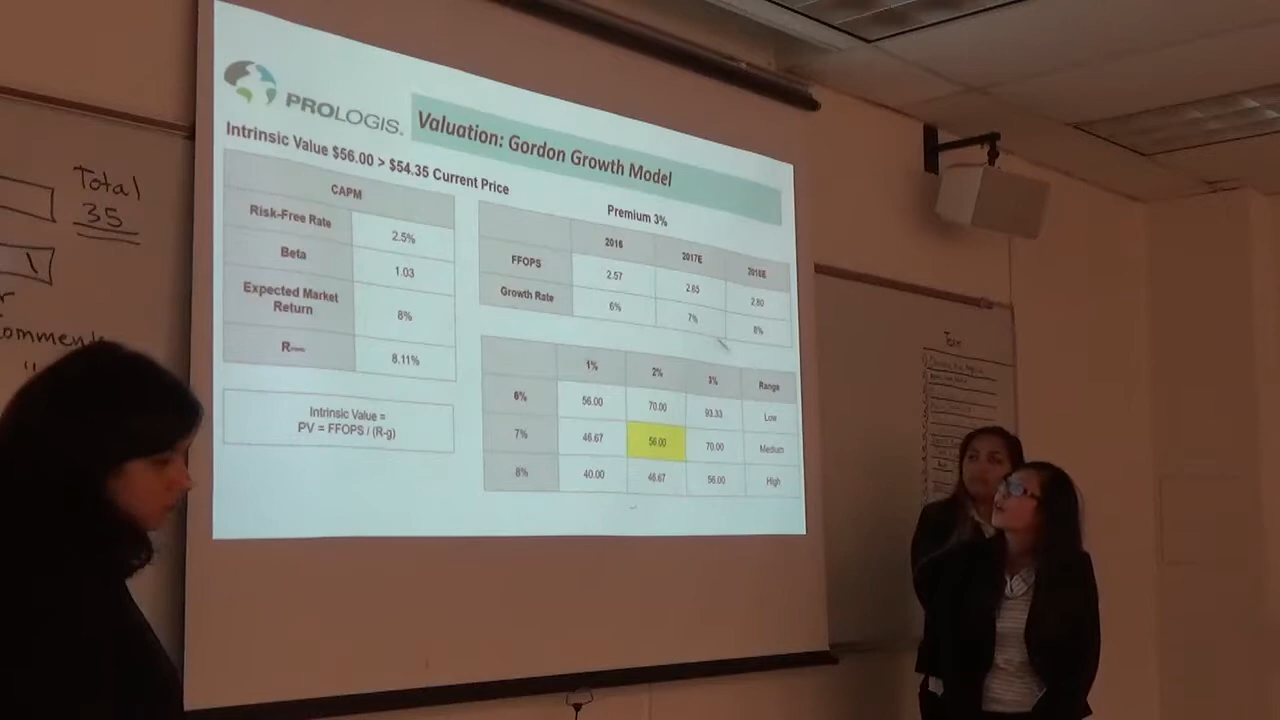 Total
35
PROLOGIS.
Valuation: Gordon Growth Model
Intrinsic Value $56.00 > $54.35 Current Price
CAPM
Risk-Free Rate 2.5%
Beta 1.03
Expected Market Return 8%
8.11%
Intrinsic Value =
PV = FFOPS / (R-g)
Premium 3%
2016 2017E 2018E
FFOPS 2.57 2.65 2.80
Growth Rate 6% 7% 8%
1% 2% 3% Range
6% 56.00 70.00 93.33 Low
7% 46.67 56.00 70.00 Medium
8% 40.00 46.67 56.00 High